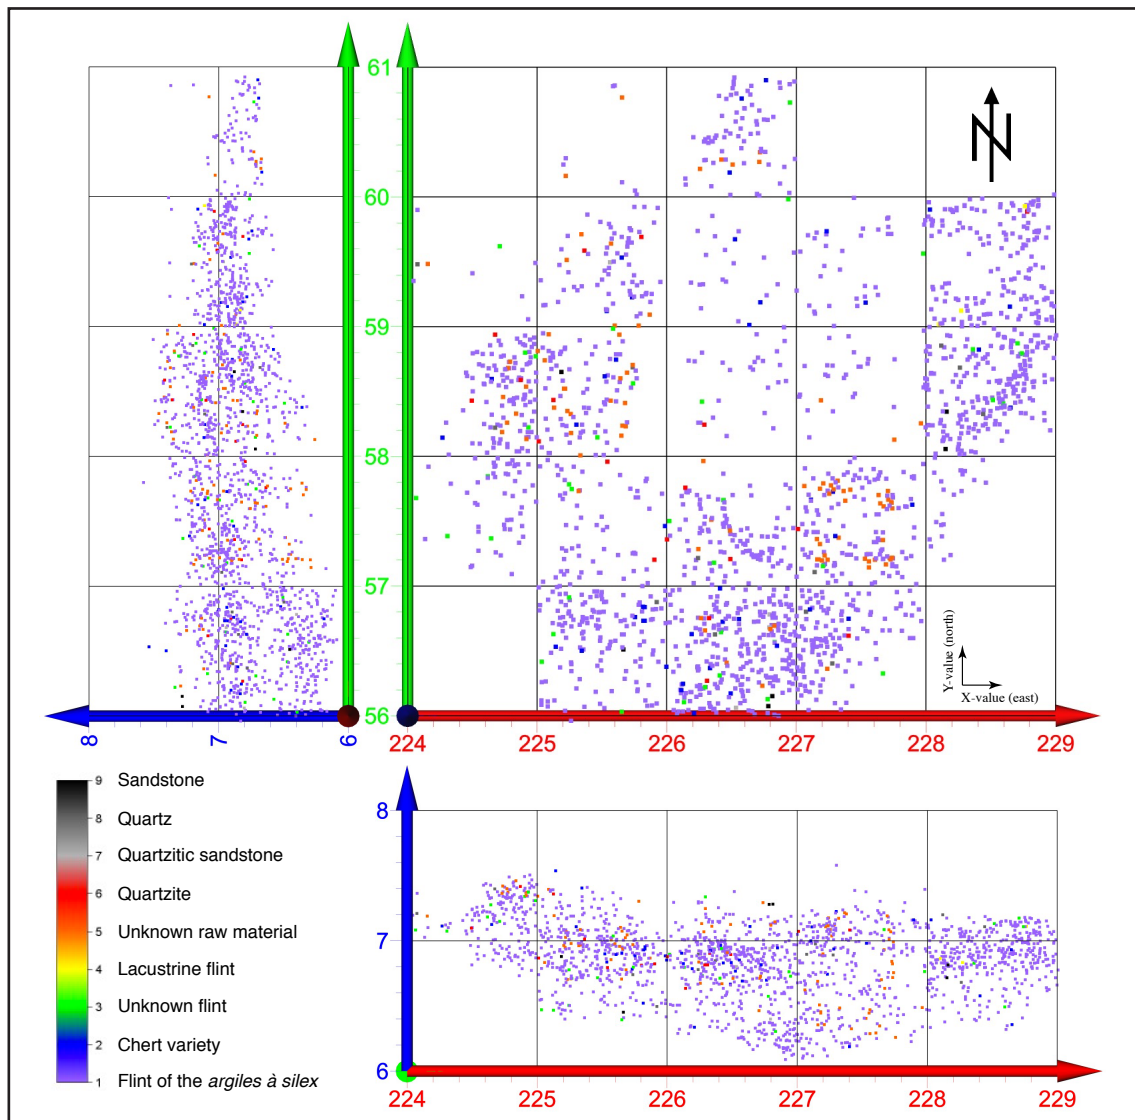 61
60
59
58
57
56
N
Y-value (north)
X-value (east)
8
7
6
224
225
226
227
228
229
9 Sandstone
8 Quartz
7 Quartzitic sandstone
6 Quartzite
5 Unknown raw material
4 Lacustrine flint
3 Unknown flint
2 Chert variety
1 Flint of the argiles à silex
8
7
6
224
225
226
227
228
229